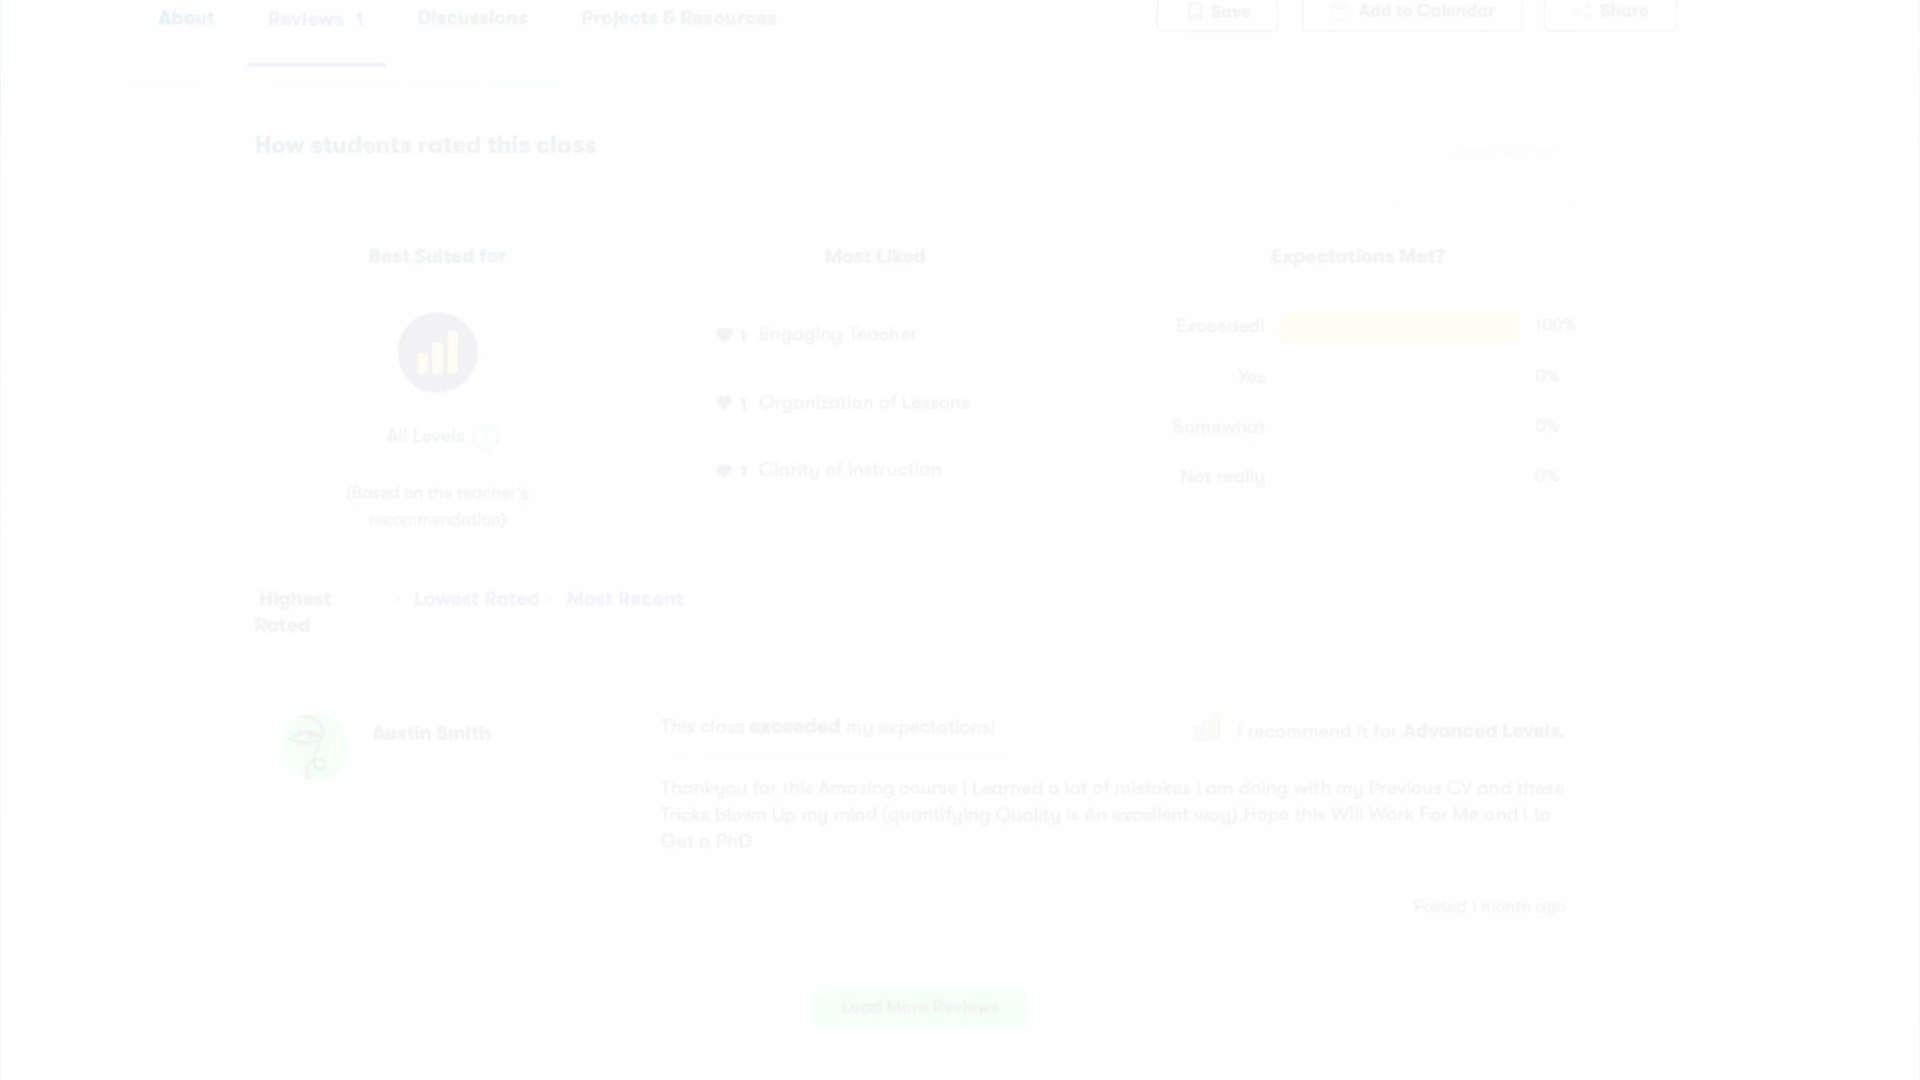 About Reviews 1 Discussions Projects & Resources Save Add to Calendar Share
How students rated this class
Best Suited for
All Levels
(Based on the teacher's
recommendation)
Most Liked
1 Engaging Teacher
1 Organization of Lessons
1 Clarity of Instruction
Expectations Met?
Exceeded! 100%
Yes 0%
Somewhat 0%
Not really 0%
Highest
Rated
· Lowest Rated · Most Recent
Austin Smith
This class exceeded my expectations!
I recommend it for Advanced Levels.
Thankyou for this Amazing course I Learned a lot of mistakes i am doing with my Previous CV and these
Tricks blown Up my mind (quantifying Quality is An excellent way).Hope this Will Work For Me and I to
Get a PhD
Posted 1 month ago
Load More Reviews